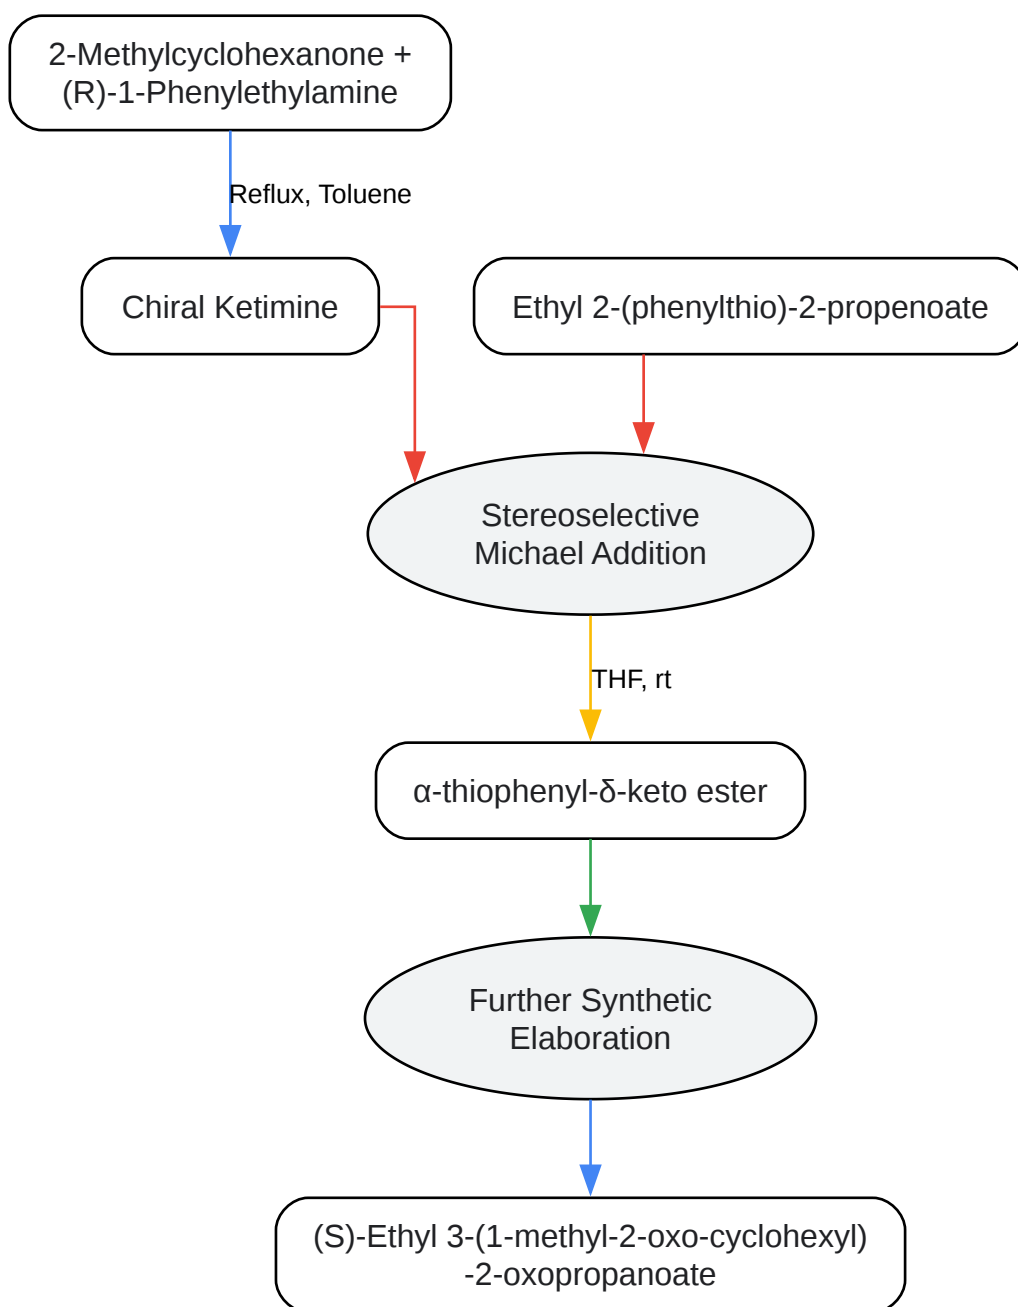 2-Methylcyclohexanone +
(R)-1-Phenylethylamine
Reflux, Toluene
Chiral Ketimine
Ethyl 2-(phenylthio)-2-propenoate
Stereoselective
Michael Addition
THF, rt
α-thiophenyl-δ-keto ester
Further Synthetic
Elaboration
(S)-Ethyl 3-(1-methyl-2-oxo-cyclohexyl)
-2-oxopropanoate